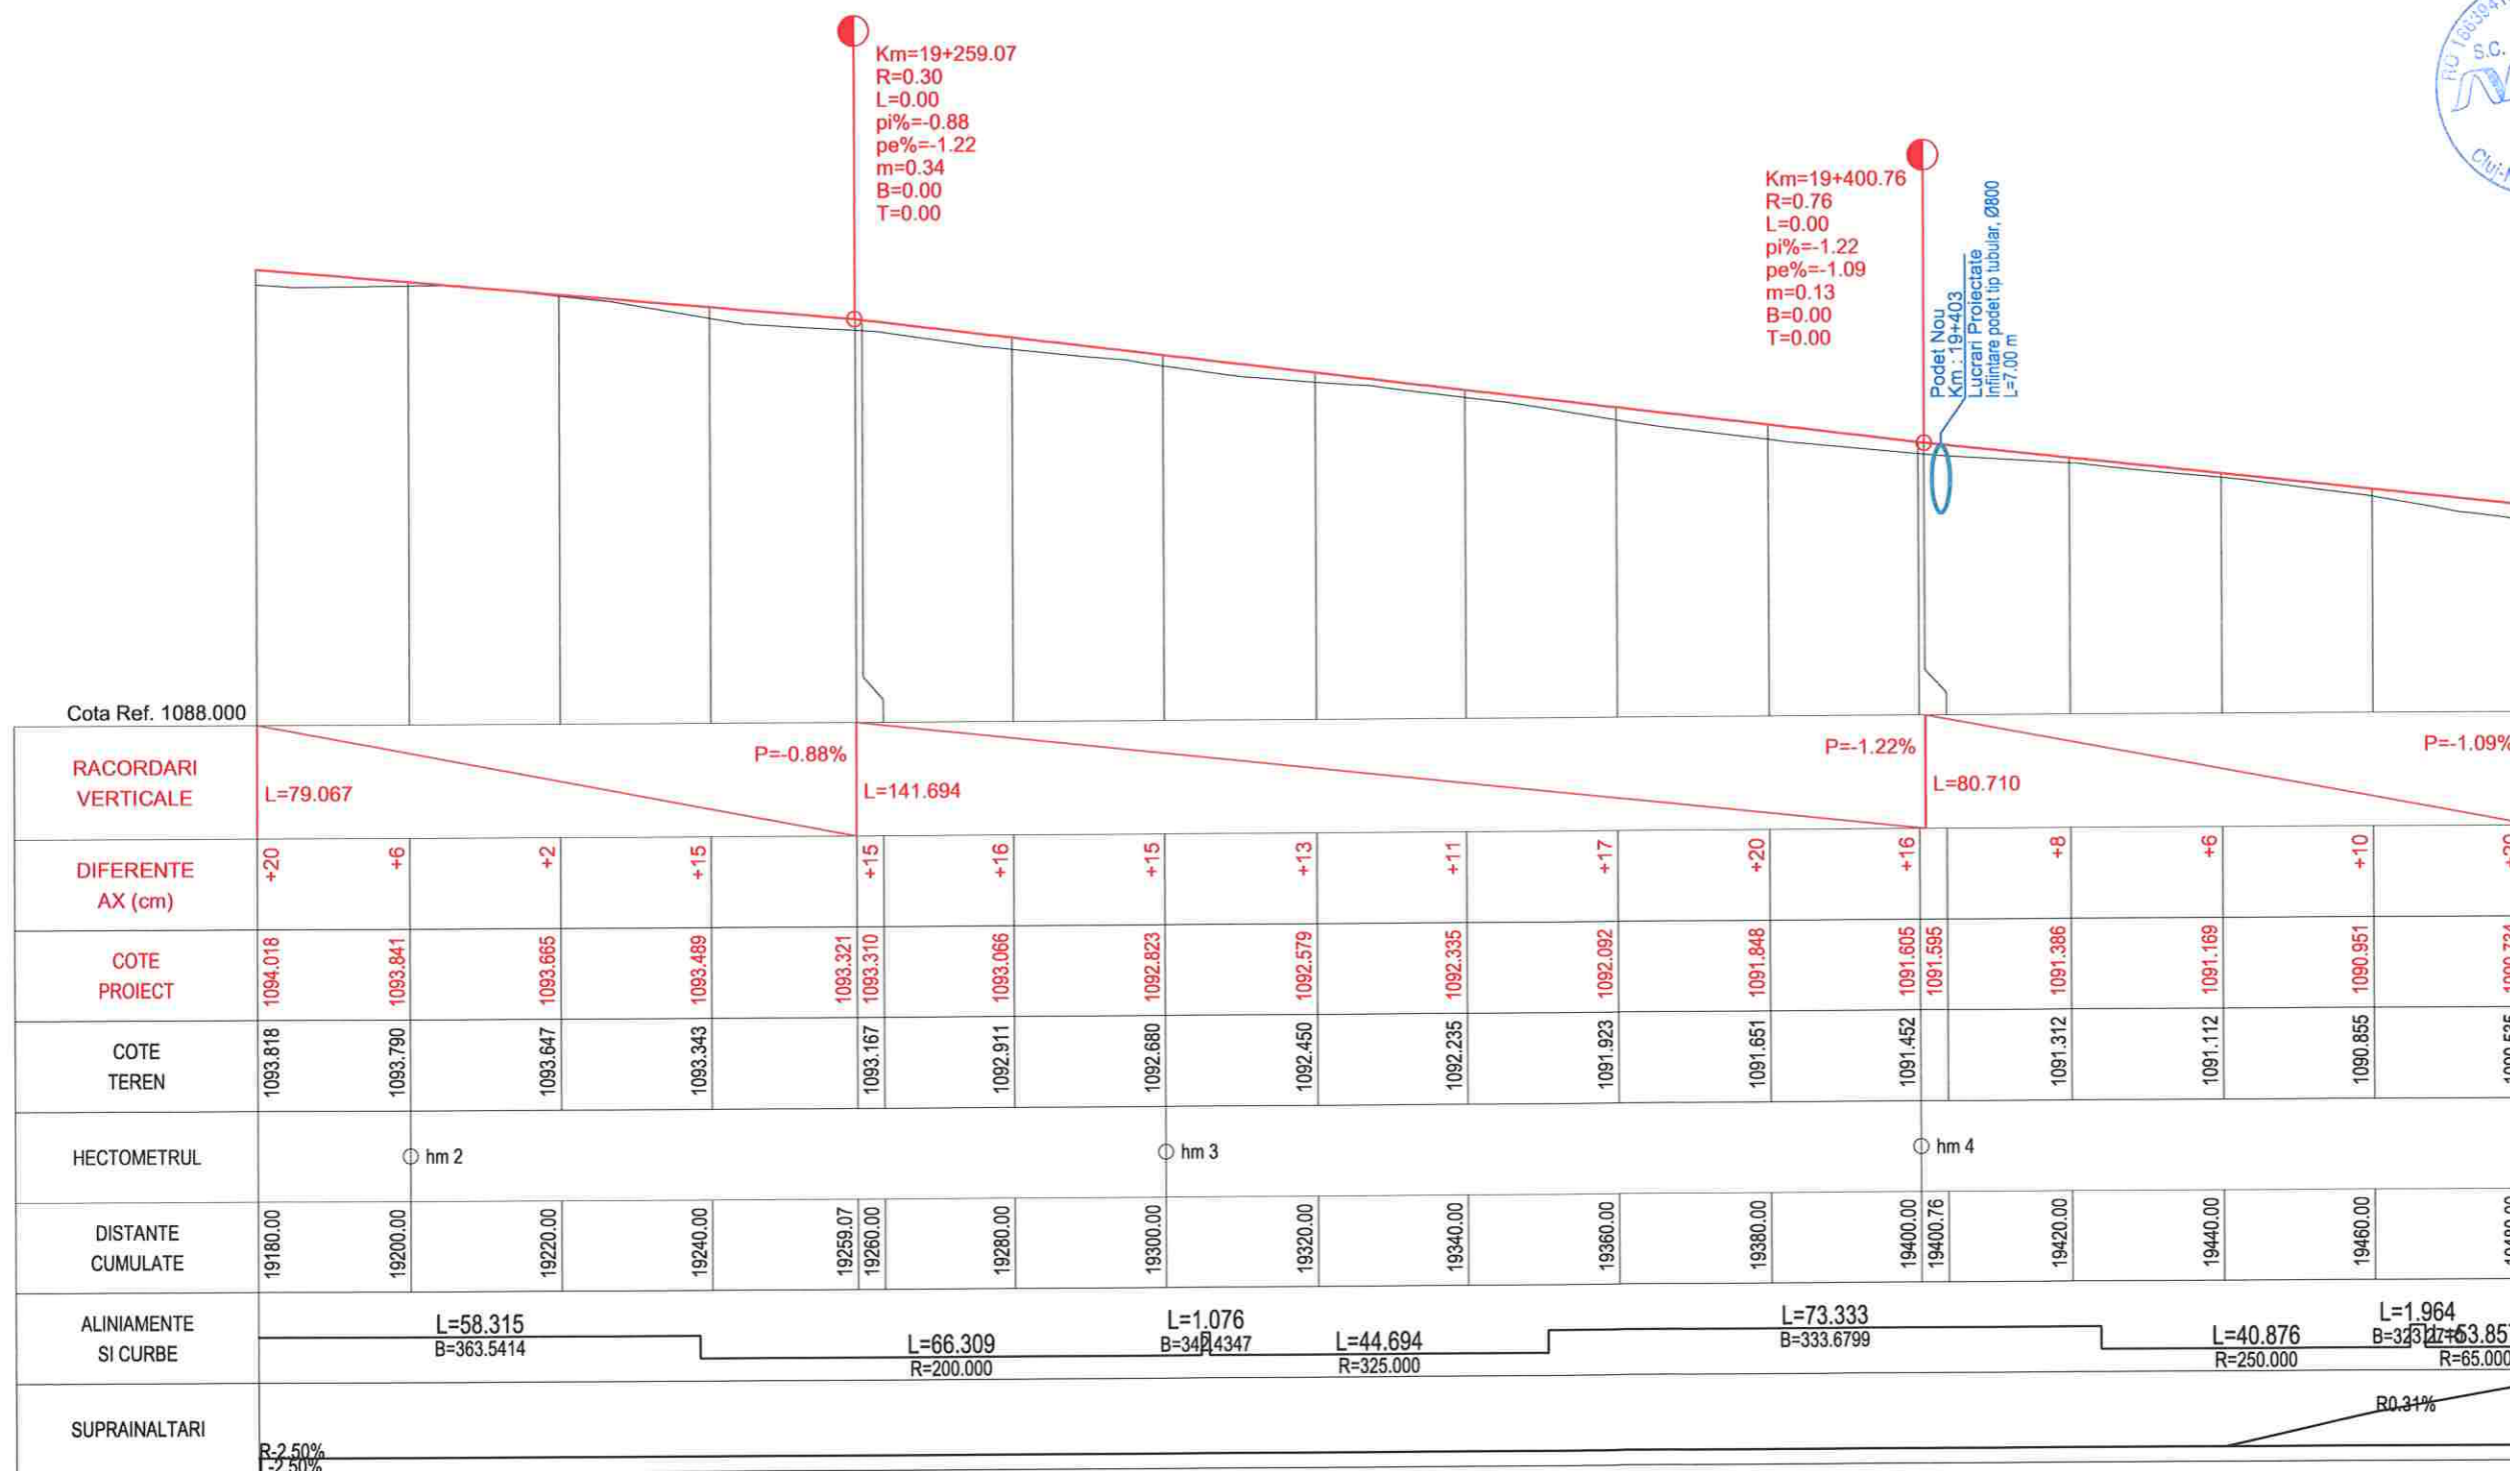 Km=19+259.07
R=0.30
L=0.00
pi%=-0.88
pe%=-1.22
m=0.34
B=0.00
T=0.00
Km=19+400.76
R=0.76
L=0.00
pi%=-1.22
pe%=-1.09
m=0.13
B=0.00
T=0.00
Podet Nou
Km : 19+403
Lucrari Proiectate
Infiintare podet tip tubular, Ø800
L=7.00 m
S.C.
Cota Ref. 1088.000
RACORDARI
VERTICALE
L=79.067
P=-0.88%
L=141.694
P=-1.22%
L=80.710
P=-1.09%
DIFERENTE
AX (cm)
+20 +6 +2 +15 +15 +16 +15 +13 +11 +17 +20 +16 +8 +6 +10
COTE
PROIECT
1094.018 1093.841 1093.665 1093.489 1093.321 1093.310 1093.066 1092.823 1092.579 1092.335 1092.092 1091.848 1091.605 1091.595 1091.386 1091.169 1090.951
COTE
TEREN
1093.818 1093.790 1093.647 1093.343 1093.167 1092.911 1092.680 1092.450 1092.235 1091.923 1091.651 1091.452 1091.312 1091.112 1090.855
HECTOMETRUL
hm 2 hm 3 hm 4
DISTANTE
CUMULATE
19180.00 19200.00 19220.00 19240.00 19259.07 19260.00 19280.00 19300.00 19320.00 19340.00 19360.00 19380.00 19400.00 19400.76 19420.00 19440.00 19460.00
ALINIAMENTE
SI CURBE
L=58.315
B=363.5414
L=66.309
R=200.000
L=1.076
B=342.4347
L=44.694
R=325.000
L=73.333
B=333.6799
L=40.876
R=250.000
L=1.964
R=65.000
SUPRAINALTARI
R-2.50%
-2.50%
R0.31%